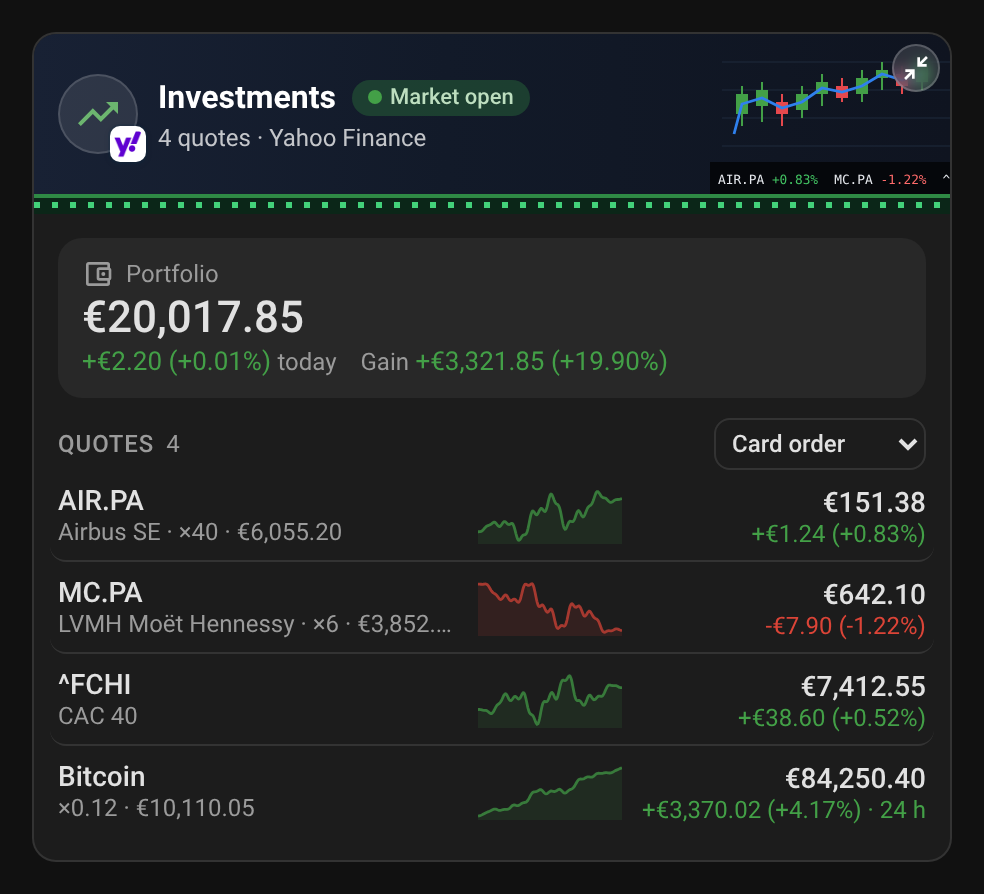 Investments
Market open
4 quotes · Yahoo Finance
y!
AIR.PA +0.83% MC.PA -1.22% ^
Portfolio
€20,017.85
+€2.20 (+0.01%) today Gain +€3,321.85 (+19.90%)
QUOTES 4
Card order
AIR.PA
€151.38
Airbus SE · ×40 · €6,055.20
+€1.24 (+0.83%)
MC.PA
€642.10
LVMH Moët Hennessy · ×6 · €3,852.…
-€7.90 (-1.22%)
^FCHI
€7,412.55
CAC 40
+€38.60 (+0.52%)
Bitcoin
€84,250.40
×0.12 · €10,110.05
+€3,370.02 (+4.17%) · 24 h